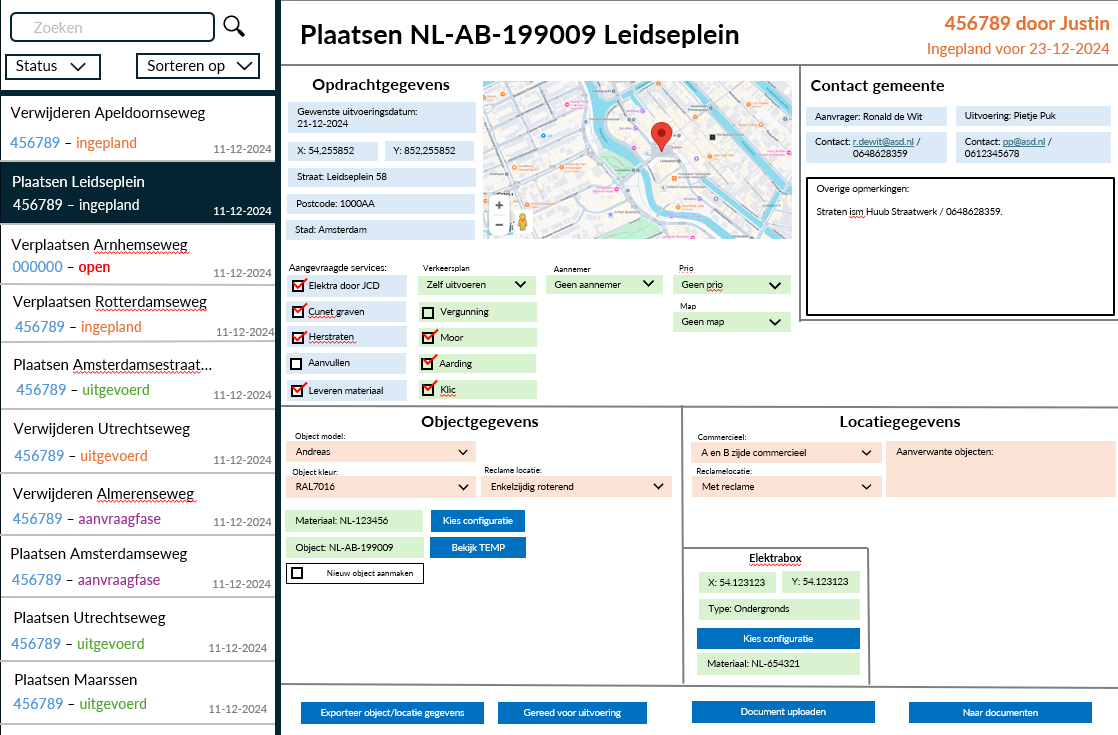 Zoeken
Status
Sorteren op
Verwijderen Apeldoornseweg
456789 – ingepland
11-12-2024
Plaatsen Leidseplein
456789 – ingepland
11-12-2024
Verplaatsen Arnhemseweg
000000 – open
11-12-2024
Verplaatsen Rotterdamseweg
456789 – ingepland
11-12-2024
Plaatsen Amsterdamsestraat...
456789 – uitgevoerd
11-12-2024
Verwijderen Utrechtseweg
456789 – uitgevoerd
11-12-2024
Verwijderen Almerenseweg
456789 – aanvraagfase
11-12-2024
Plaatsen Amsterdamseweg
456789 – aanvraagfase
11-12-2024
Plaatsen Utrechtseweg
456789 – uitgevoerd
11-12-2024
Plaatsen Maarssen
456789 – uitgevoerd
11-12-2024
Plaatsen NL-AB-199009 Leidseplein
456789 door Justin
Ingepland voor 23-12-2024
Opdrachtgegevens
Gewenste uitvoeringsdatum:
21-12-2024
X: 54,255852
Y: 852,255852
Straat: Leidseplein 58
Postcode: 1000AA
Stad: Amsterdam
Contact gemeente
Aanvrager: Ronald de Wit
Uitvoering: Pietje Puk
Contact: r.dewit@asd.nl /
0648628359
Contact: pp@asd.nl /
0612345678
Overige opmerkingen:
Straten ism Huub Straatwerk / 0648628359.
Aangevraagde services:
Elektra door JCD
Cunet graven
Herstraten
Aanvullen
Leveren materiaal
Verkeersplan
Zelf uitvoeren
Vergunning
Moor
Aarding
Klic
Aannemer
Geen aannemer
Prio
Geen prio
Map
Geen map
Objectgegevens
Object model:
Andreas
Object kleur:
RAL7016
Reclame locatie:
Enkelzijdig roterend
Materiaal: NL-123456
Kies configuratie
Object: NL-AB-199009
Bekijk TEMP
Nieuw object aanmaken
Locatiegegevens
Commercieel:
A en B zijde commercieel
Reclamelocatie:
Met reclame
Aanverwante objecten:
Elektrabox
X: 54.123123
Y: 54.123123
Type: Ondergronds
Kies configuratie
Materiaal: NL-654321
Exporteer object/locatie gegevens
Gereed voor uitvoering
Document uploaden
Naar documenten